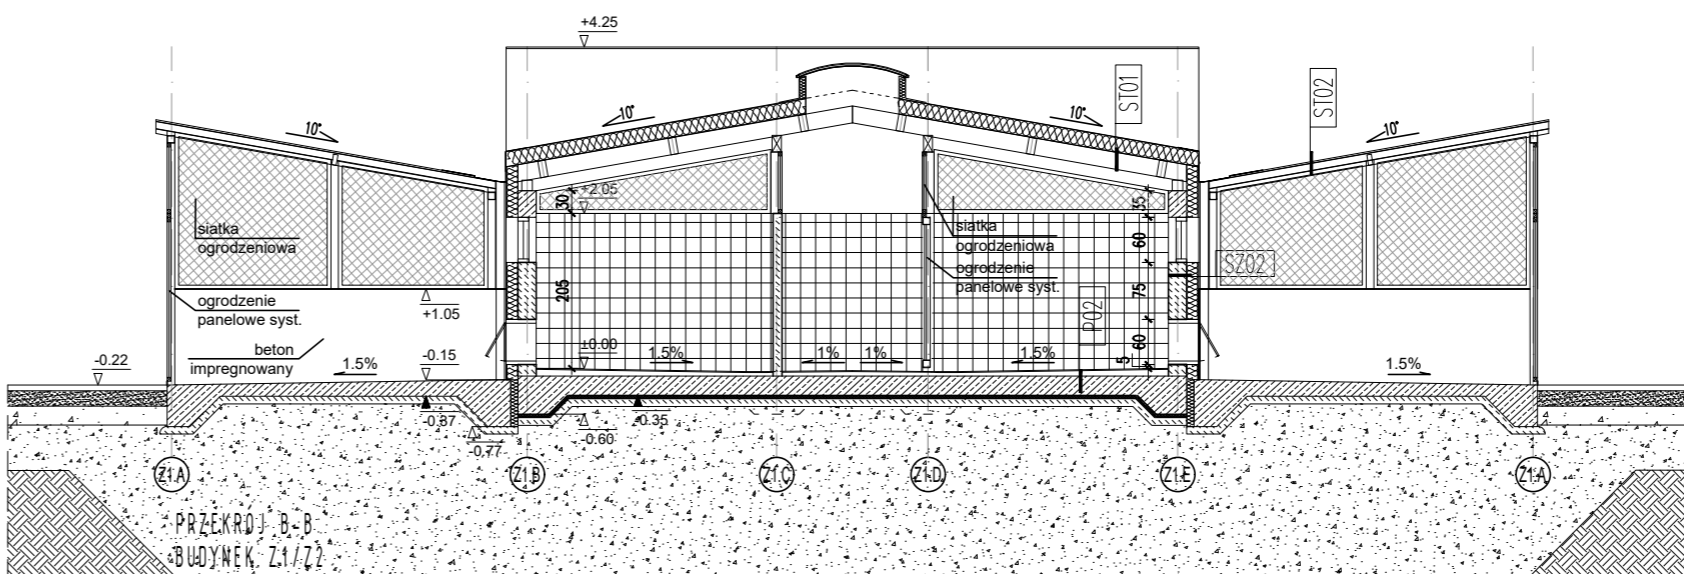 +4.25
ST01
ST02
10°
10°
10°
10°
+2.05
30
35
siatka
ogrodzeniowa
siatka
ogrodzeniowa
60
SZ02
ogrodzenie
panelowe syst.
205
75
ogrodzenie
panelowe syst.
+1.05
P02
beton
impregnowany
±0.00
60
5
-0.22
1.5%
-0.15
1.5%
1%
1%
1.5%
1.5%
-0.87
-0.35
-0.60
-0.77
Z1.A
Z1.B
Z1.C
Z1.D
Z1.E
Z1.A
PRZEKROJ B-B
BUDYNEK Z1/Z2